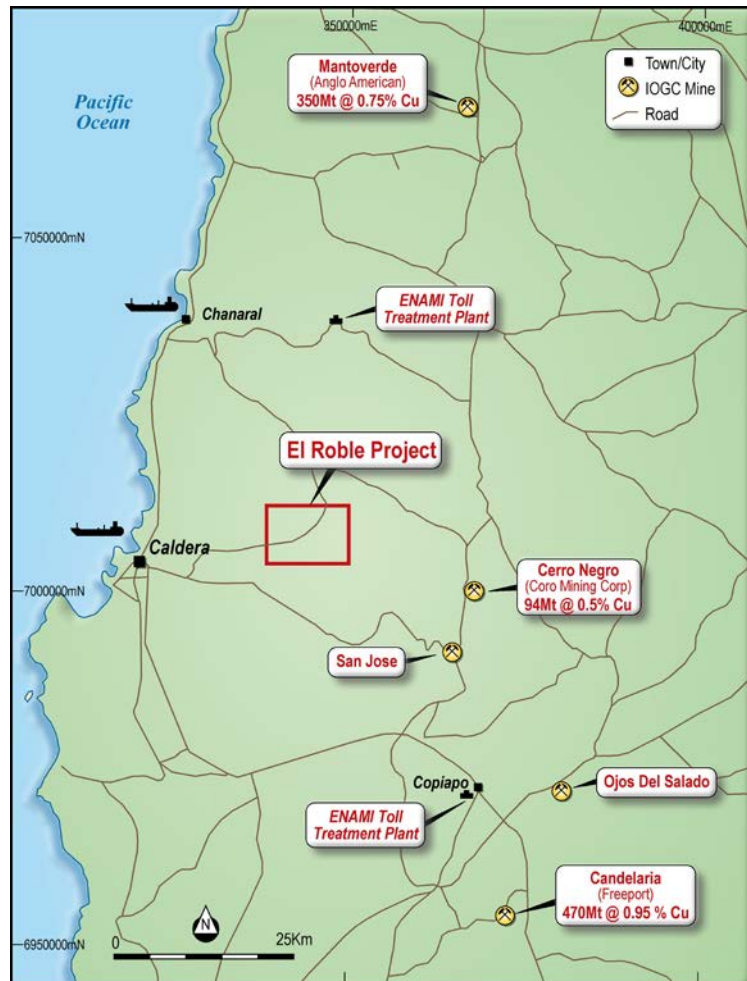 350000mE
400000mE
Mantoverde
(Anglo American)
350Mt @ 0.75% Cu
Town/City
IOGC Mine
Road
Pacific
Ocean
7050000mN
Chanaral
ENAMI Toll
Treatment Plant
El Roble Project
Caldera
7000000mN
Cerro Negro
(Coro Mining Corp)
94Mt @ 0.5% Cu
San Jose
Copiapo
Ojos Del Salado
ENAMI Toll
Treatment Plant
Candelaria
(Freeport)
470Mt @ 0.95 % Cu
N
0
25Km
6950000mN